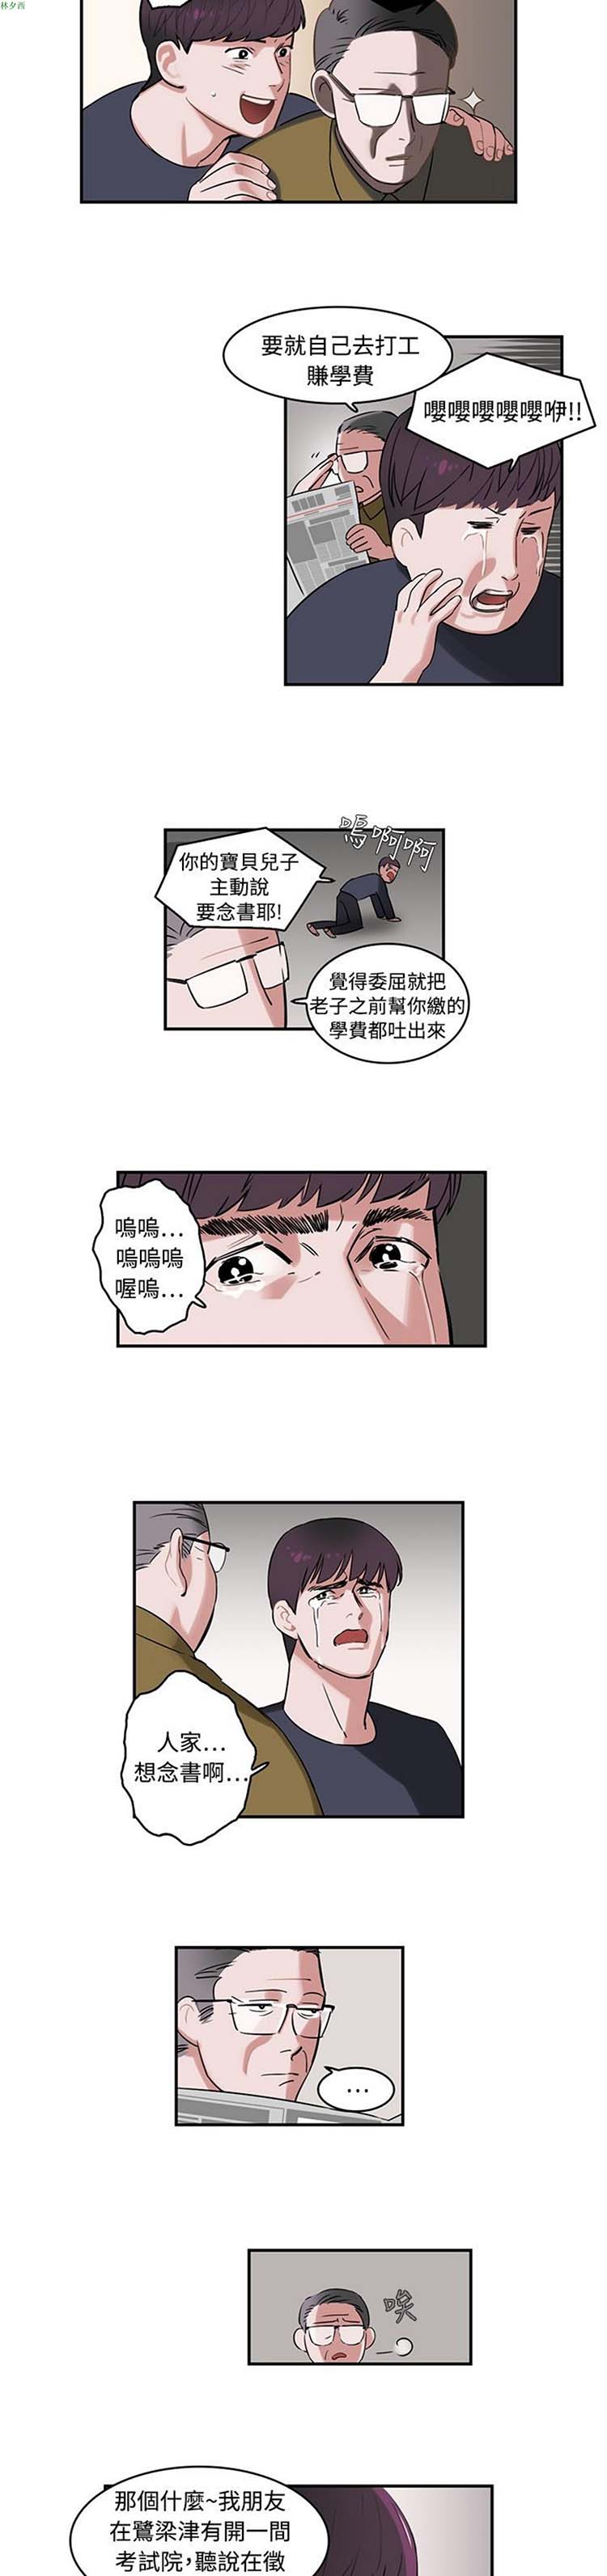 林夕西
要就自己去打工
賺學費
嚶嚶嚶嚶嚶咿!!
嗚啊啊
你的寶貝兒子
主動說
要念書耶!
覺得委屈就把
老子之前幫你繳的
學費都吐出來
嗚嗚...
嗚嗚嗚
喔嗚...
人家...
想念書啊...
...
唉
那個什麼~我朋友
在鷺梁津有開一間
考試院,聽說在徵